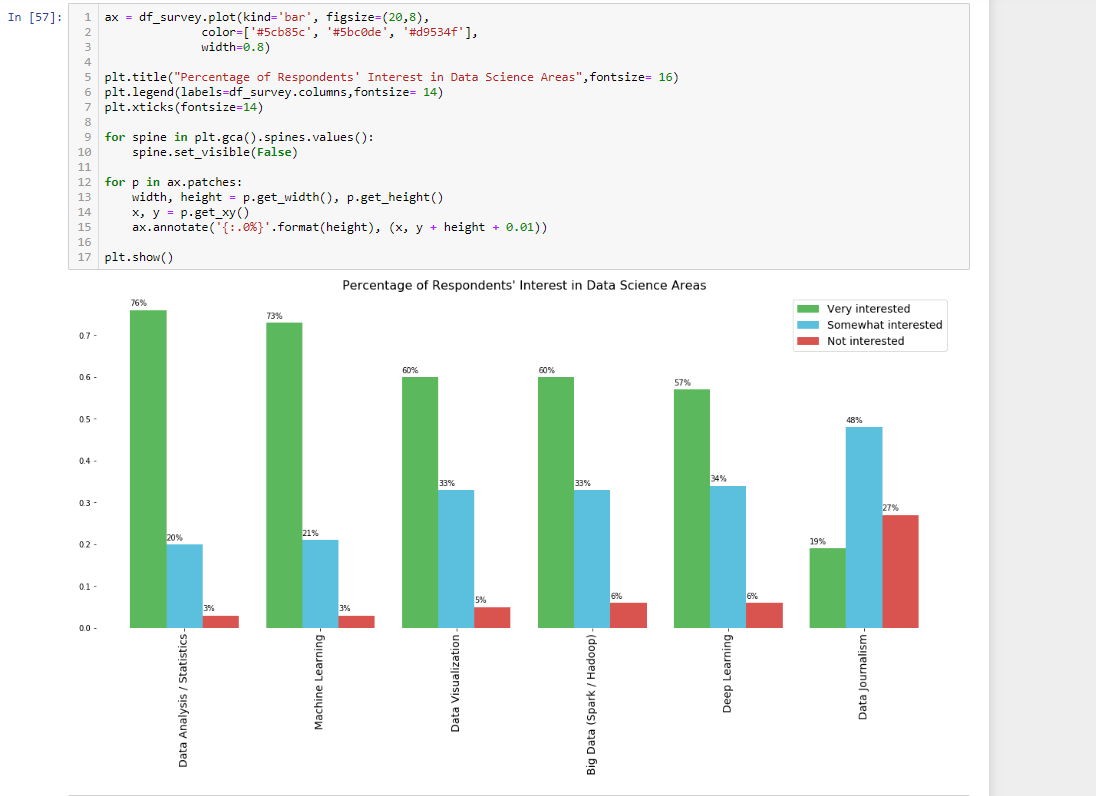 In [57]:
1 ax = df_survey.plot(kind='bar', figsize=(20,8),
2 color=['#5cb85c', '#5bc0de', '#d9534f'],
3 width=0.8)
4
5 plt.title("Percentage of Respondents' Interest in Data Science Areas",fontsize= 16)
6 plt.legend(labels=df_survey.columns,fontsize= 14)
7 plt.xticks(fontsize=14)
8
9 for spine in plt.gca().spines.values():
10 spine.set_visible(False)
11
12 for p in ax.patches:
13 width, height = p.get_width(), p.get_height()
14 x, y = p.get_xy()
15 ax.annotate('{:.0%}'.format(height), (x, y + height + 0.01))
16
17 plt.show()
Percentage of Respondents' Interest in Data Science Areas
Very interested
Somewhat interested
Not interested
0.7
0.6
0.5
0.4
0.3
0.2
0.1
0.0
76%
20%
3%
73%
21%
3%
60%
33%
5%
60%
33%
6%
57%
34%
6%
19%
48%
27%
Data Analysis / Statistics
Machine Learning
Data Visualization
Big Data (Spark / Hadoop)
Deep Learning
Data Journalism